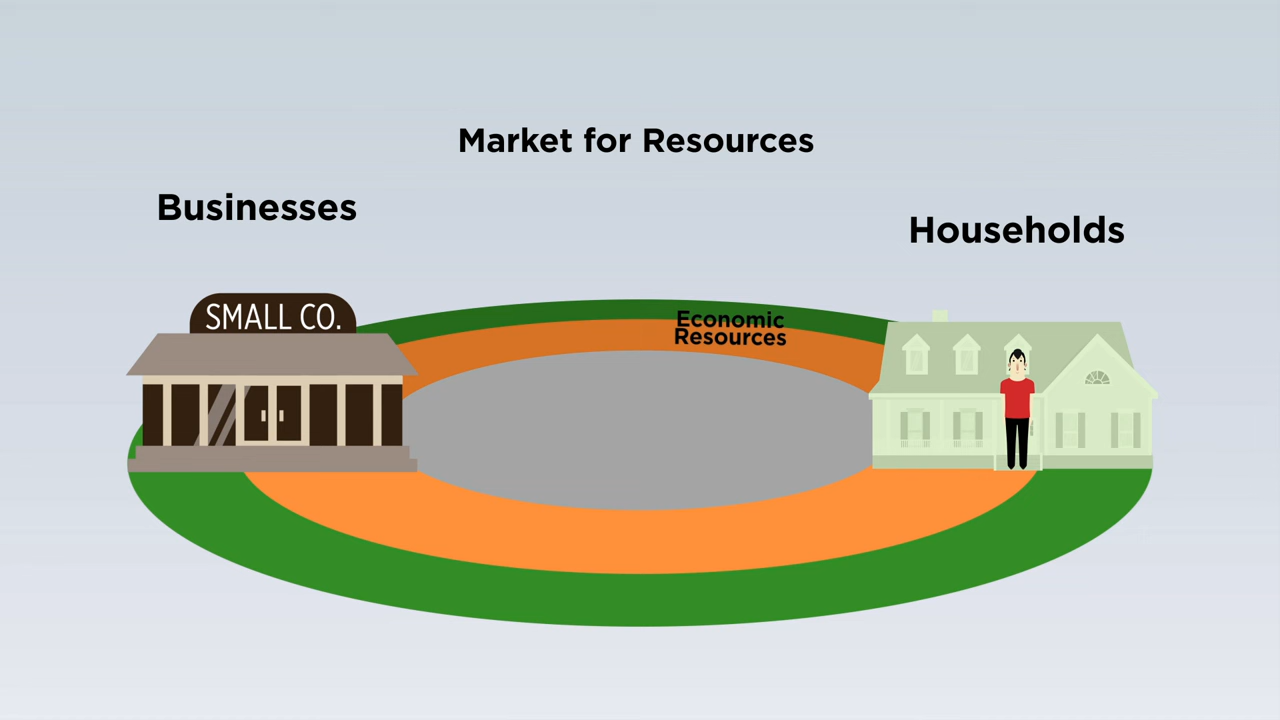 Market for Resources
Businesses
Households
SMALL CO.
Economic
Resources